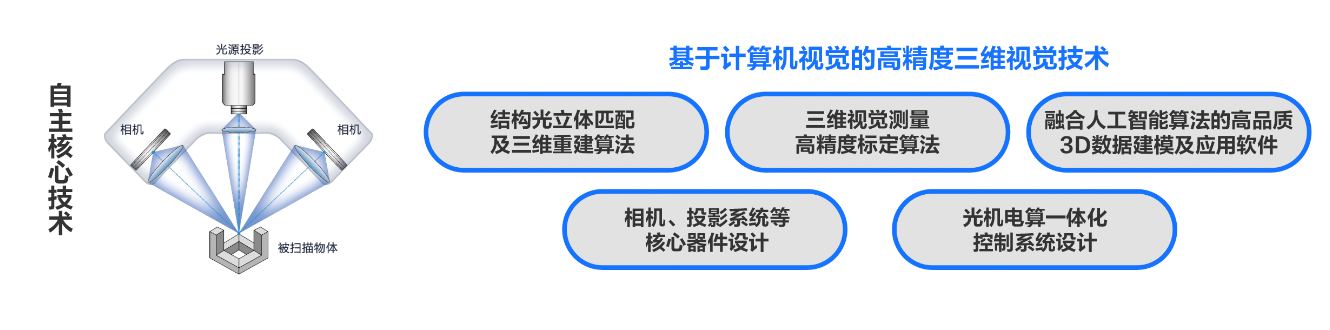 自主核心技术
光源投影
相机
相机
被扫描物体
基于计算机视觉的高精度三维视觉技术
结构光立体匹配
及三维重建算法
三维视觉测量
高精度标定算法
融合人工智能算法的高品质
3D数据建模及应用软件
相机、投影系统等
核心器件设计
光机电算一体化
控制系统设计